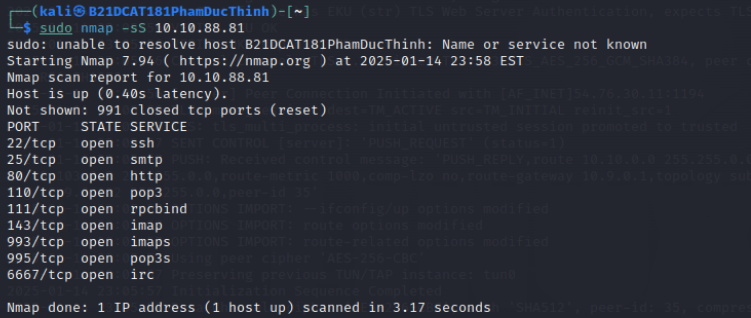 ┌──(kali㉿B21DCAT181PhamDucThinh)-[~]
└─$ sudo nmap -sS 10.10.88.81
sudo: unable to resolve host B21DCAT181PhamDucThinh: Name or service not known
Starting Nmap 7.94 ( https://nmap.org ) at 2025-01-14 23:58 EST
Nmap scan report for 10.10.88.81
Host is up (0.40s latency).
Not shown: 991 closed tcp ports (reset)
PORT     STATE SERVICE
22/tcp   open  ssh
25/tcp   open  smtp
80/tcp   open  http
110/tcp  open  pop3
111/tcp  open  rpcbind
143/tcp  open  imap
993/tcp  open  imaps
995/tcp  open  pop3s
6667/tcp open  irc
Nmap done: 1 IP address (1 host up) scanned in 3.17 seconds